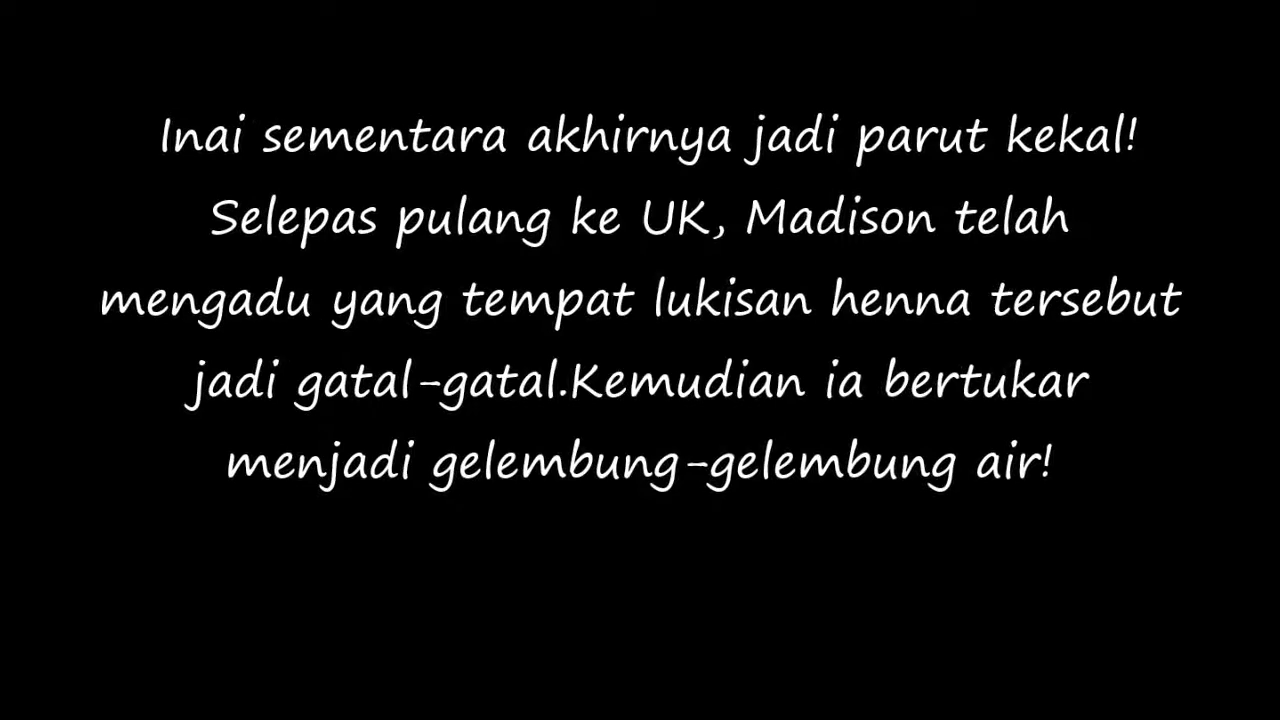 Inai sementara akhirnya jadi parut kekal!
Selepas pulang ke UK, Madison telah
mengadu yang tempat lukisan henna tersebut
jadi gatal-gatal.Kemudian ia bertukar
menjadi gelembung-gelembung air!